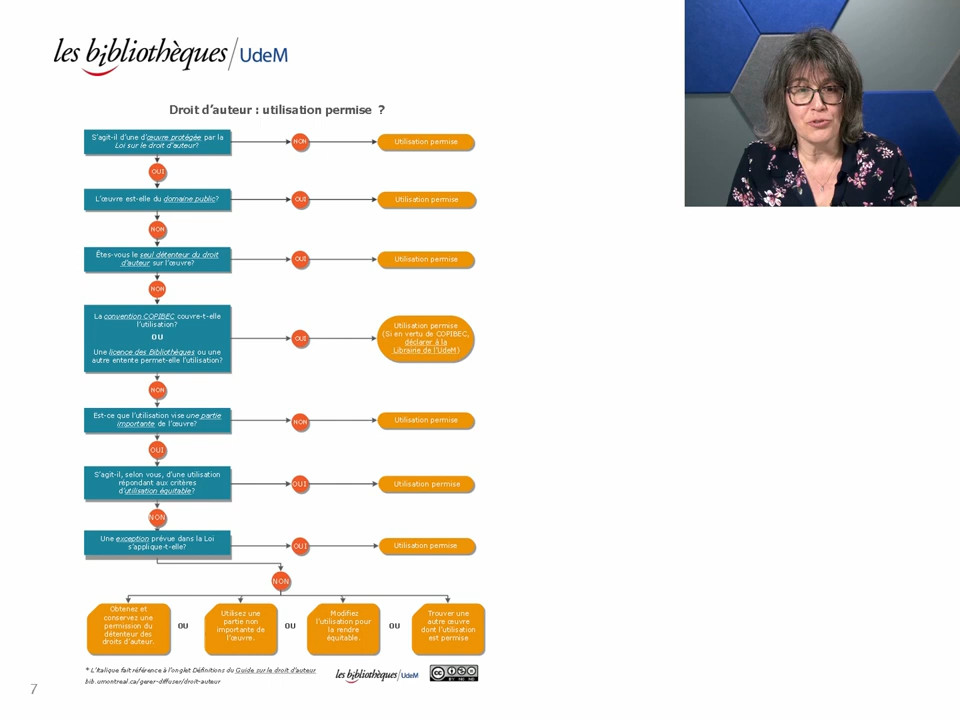 les bibliothèques/UdeM
Droit d'auteur : utilisation permise ?
S'agit-il d'une d'œuvre protégée par la
Loi sur le droit d'auteur?
NON
Utilisation permise
OUI
L'œuvre est-elle du domaine public?
OUI
Utilisation permise
NON
Êtes-vous le seul détenteur du droit
d'auteur sur l'œuvre?
OUI
Utilisation permise
NON
La convention COPIBEC couvre-t-elle
l'utilisation?
OU
Une licence des Bibliothèques ou une
autre entente permet-elle l'utilisation?
OUI
Utilisation permise
(Si en vertu de COPIBEC,
déclarer à la
Librairie de l'UdeM)
NON
Est-ce que l'utilisation vise une partie
importante de l'œuvre?
NON
Utilisation permise
OUI
S'agit-il, selon vous, d'une utilisation
répondant aux critères
d'utilisation équitable?
OUI
Utilisation permise
NON
Une exception prévue dans la Loi
s'applique-t-elle?
OUI
Utilisation permise
NON
Obtenez et
conservez une
permission du
détenteur des
droits d'auteur.
OU
Utilisez une
partie non
importante de
l'œuvre.
OU
Modifiez
l'utilisation pour
la rendre
équitable.
OU
Trouver une
autre œuvre
dont l'utilisation
est permise
* L'italique fait référence à l'onglet Définitions du Guide sur le droit d'auteur
bib.umontreal.ca/gerer-diffuser/droit-auteur
les bibliothèques/UdeM
CC BY NC NC
7